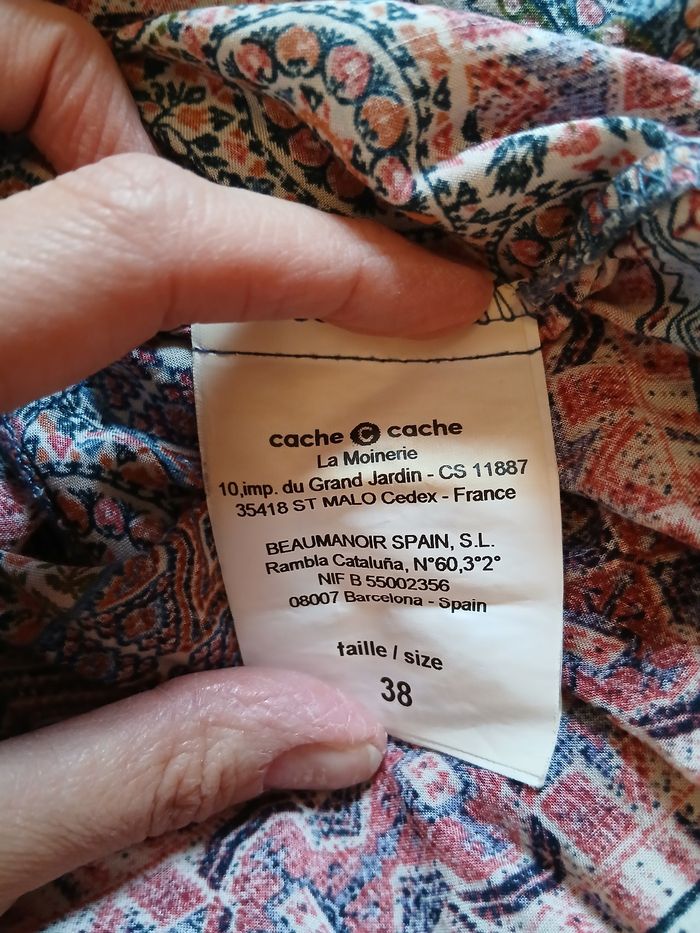 cache C cache
La Moinerie
10,imp. du Grand Jardin - CS 11887
35418 ST MALO Cedex - France
BEAUMANOIR SPAIN, S.L.
Rambla Cataluña, N°60,3°2°
NIF B 55002356
08007 Barcelona - Spain
taille / size
38